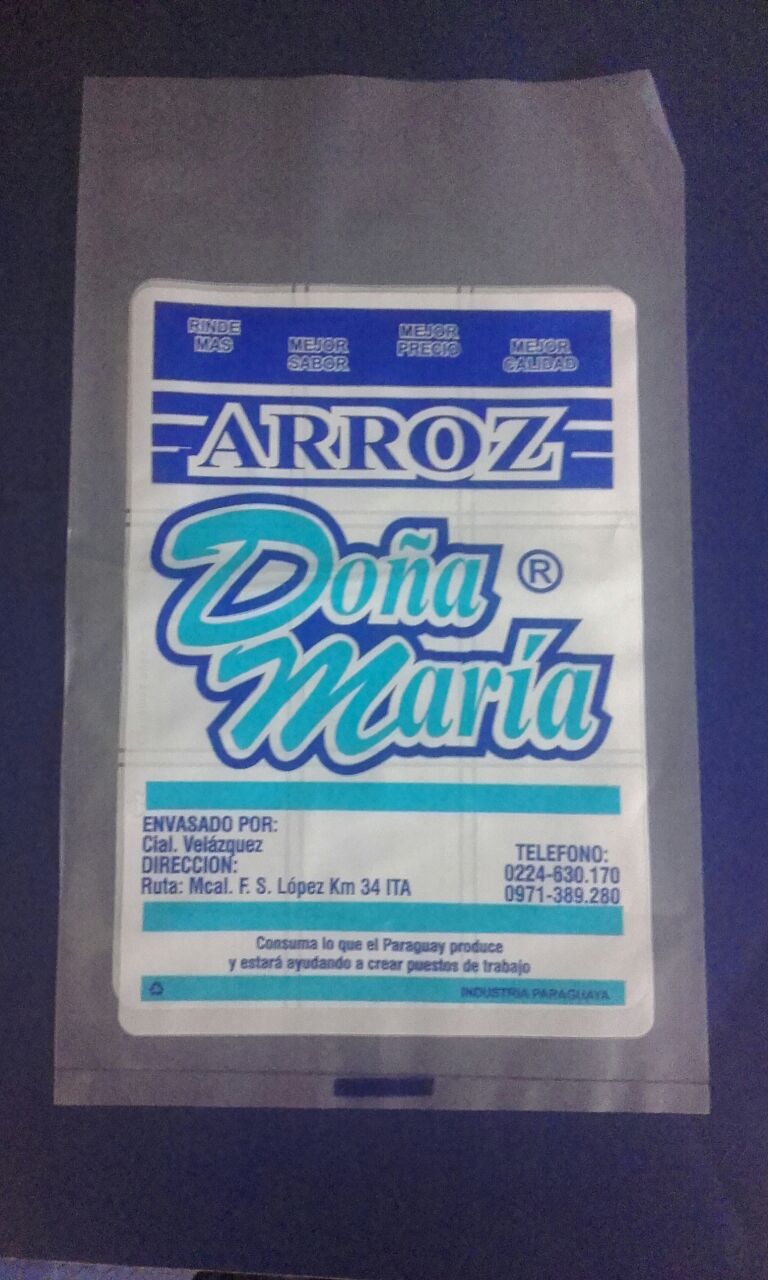 RINDE
MAS
MEJOR
SABOR
MEJOR
PRECIO
MEJOR
CALIDAD
ARROZ
Doña ®
María
ENVASADO POR:
Cial. Velázquez
DIRECCION:
Ruta: Mcal. F. S. López Km 34 ITA
TELEFONO:
0224-630.170
0971-389.280
Consuma lo que el Paraguay produce
y estará ayudando a crear puestos de trabajo
INDUSTRIA PARAGUAYA